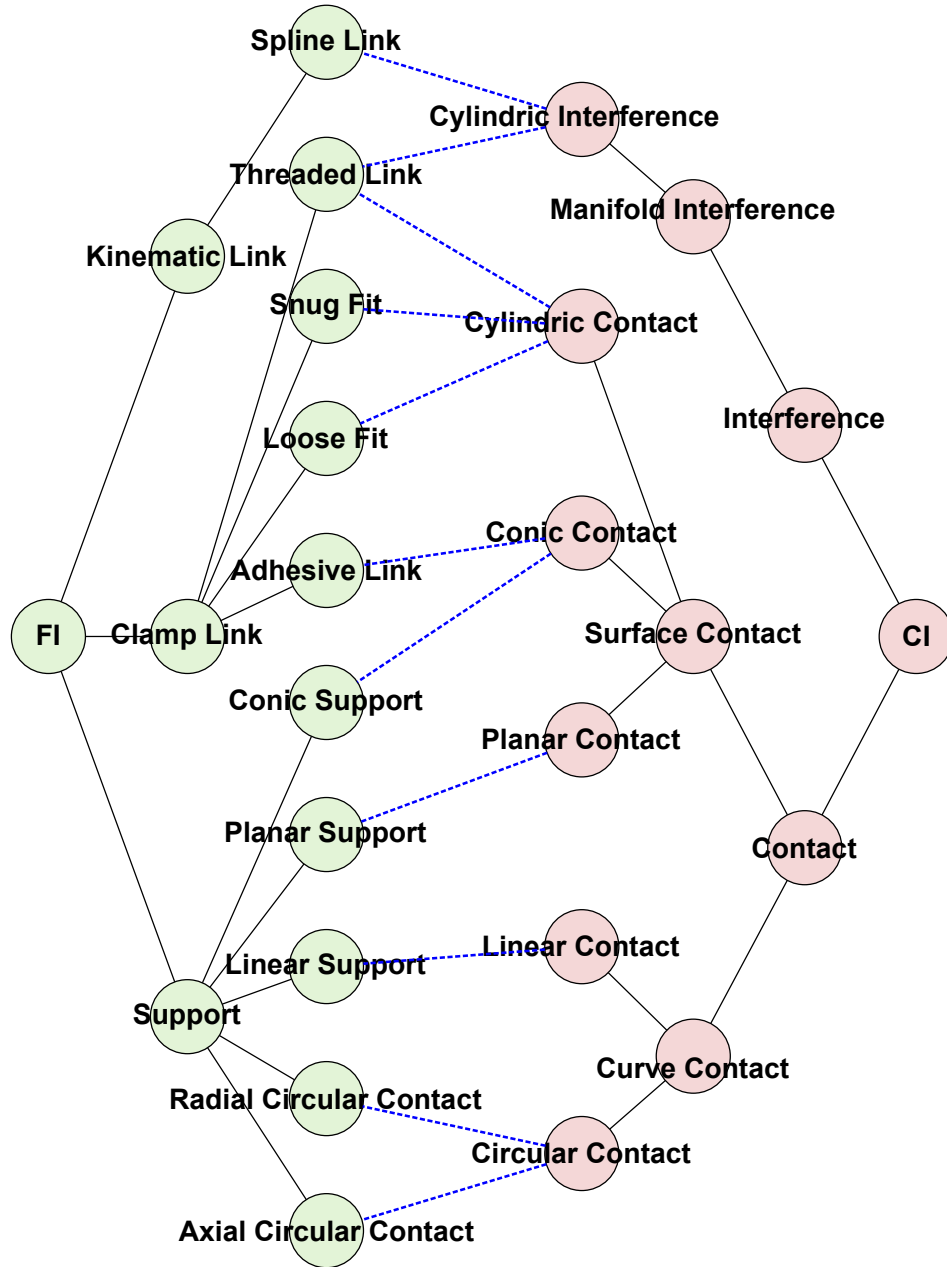 Spline Link
Cylindric Interference
Threaded Link
Manifold Interference
Kinematic Link
Snug Fit
Cylindric Contact
Interference
Loose Fit
Conic Contact
Adhesive Link
FI
Clamp Link
Surface Contact
CI
Conic Support
Planar Contact
Planar Support
Contact
Linear Contact
Linear Support
Support
Curve Contact
Radial Circular Contact
Circular Contact
Axial Circular Contact